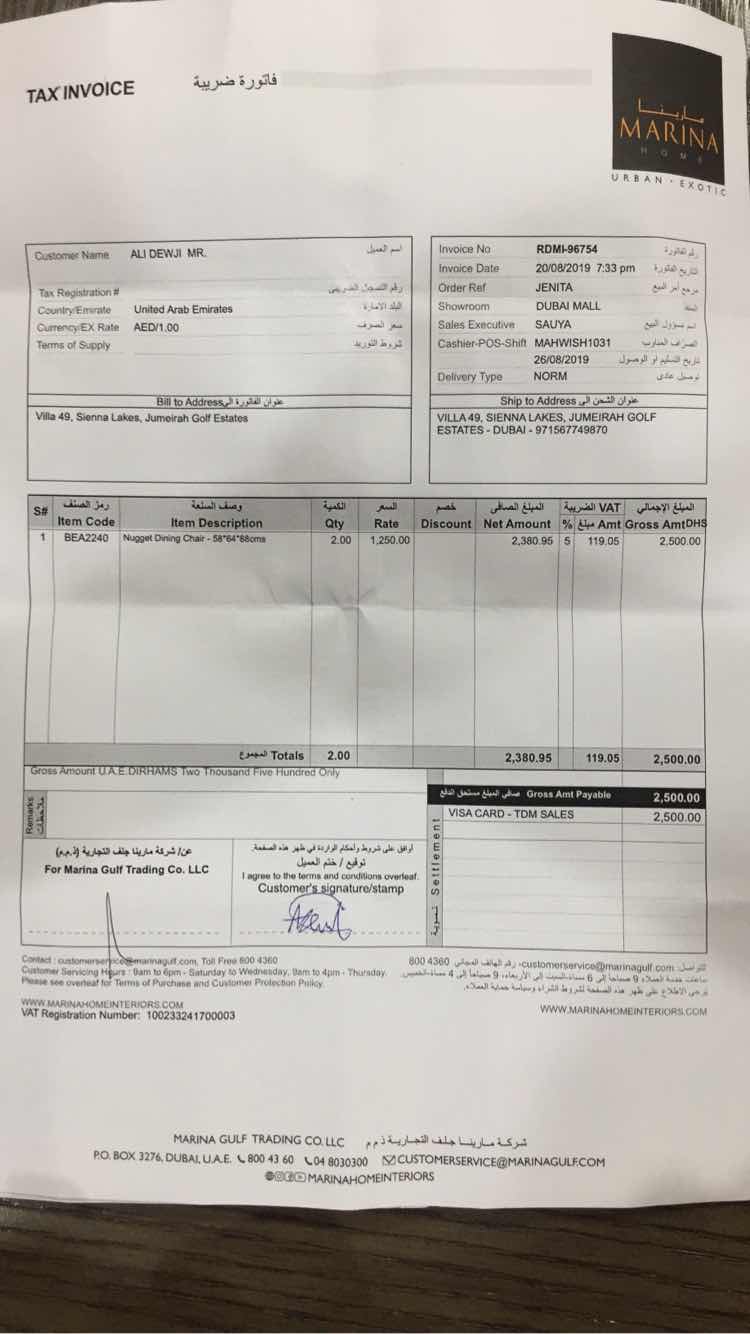 TAX INVOICE
فاتورة ضريبة
مارينا
MARINA
HOME
URBAN · EXOTIC
Customer Name ALI DEWJI MR. اسم العميل
Tax Registration # رقم التسجل الضريبي
Country/Emirate United Arab Emirates البلد الامارة
Currency/EX Rate AED/1.00 سعر الصرف
Terms of Supply شروط التوريد
Bill to Address عنوان الفاتورة الى
Villa 49, Sienna Lakes, Jumeirah Golf Estates
Invoice No RDMI-96754 رقم الفاتورة
Invoice Date 20/08/2019 7:33 pm التاريخ الفاتورة
Order Ref JENITA مرجع أمر البيع
Showroom DUBAI MALL
Sales Executive SAUYA اسم مسؤول البيع
Cashier-POS-Shift MAHWISH1031 الصراف المناوب
26/08/2019 تاريخ التسليم او الوصول
Delivery Type NORM توصيل عادى
Ship to Address عنوان الشحن الى
VILLA 49, SIENNA LAKES, JUMEIRAH GOLF
ESTATES - DUBAI - 971567749870
رمز الصنف وصف السلعة الكمية السعر خصم المبلغ الصافي VAT الضريبة المبلغ الإجمالي
S# Item Code Item Description Qty Rate Discount Net Amount % مبلغ Amt Gross Amt DHS
1 BEA2240 Nugget Dining Chair - 58*64*88cms 2.00 1,250.00 2,380.95 5 119.05 2,500.00
المجموع Totals 2.00 2,380.95 119.05 2,500.00
Gross Amount U.A.E.DIRHAMS Two Thousand Five Hundred Only
Remarks ملاحظات
صافي المبلغ مستحق الدفع Gross Amt Payable 2,500.00
Settlement تسوية
VISA CARD - TDM SALES 2,500.00
عن/ شركة مارينا جلف التجارية (ذ.م.م)
For Marina Gulf Trading Co. LLC
أوافق على شروط وأحكام الواردة في ظهر هذه الصفحة.
توقيع / ختم العميل
I agree to the terms and conditions overleaf.
Customer's signature/stamp
Contact : customerservice@marinagulf.com, Toll Free 800 4360
Customer Servicing Hours : 9am to 6pm - Saturday to Wednesday, 9am to 4pm - Thursday.
Please see overleaf for Terms of Purchase and Customer Protection Policy.
للتواصل: customerservice@marinagulf.com- رقم الهاتف المجاني 4360 800
ساعات خدمة العملاء 9 صباحاً إلى 6 مساء-السبت إلى الأربعاء، 9 صباحاً إلى 4 مساء-الخميس.
يرجى الاطلاع على ظهر هذه الصفحة لشروط الشراء وسياسة حماية العملاء.
WWW.MARINAHOMEINTERIORS.COM
VAT Registration Number: 100233241700003
WWW.MARINAHOMEINTERIORS.COM
MARINA GULF TRADING CO. LLC شركة مارينا جلف التجارية ذ م م
P.O. BOX 3276, DUBAI, U.A.E. 800 43 60 04 8030300 CUSTOMERSERVICE@MARINAGULF.COM
MARINAHOMEINTERIORS